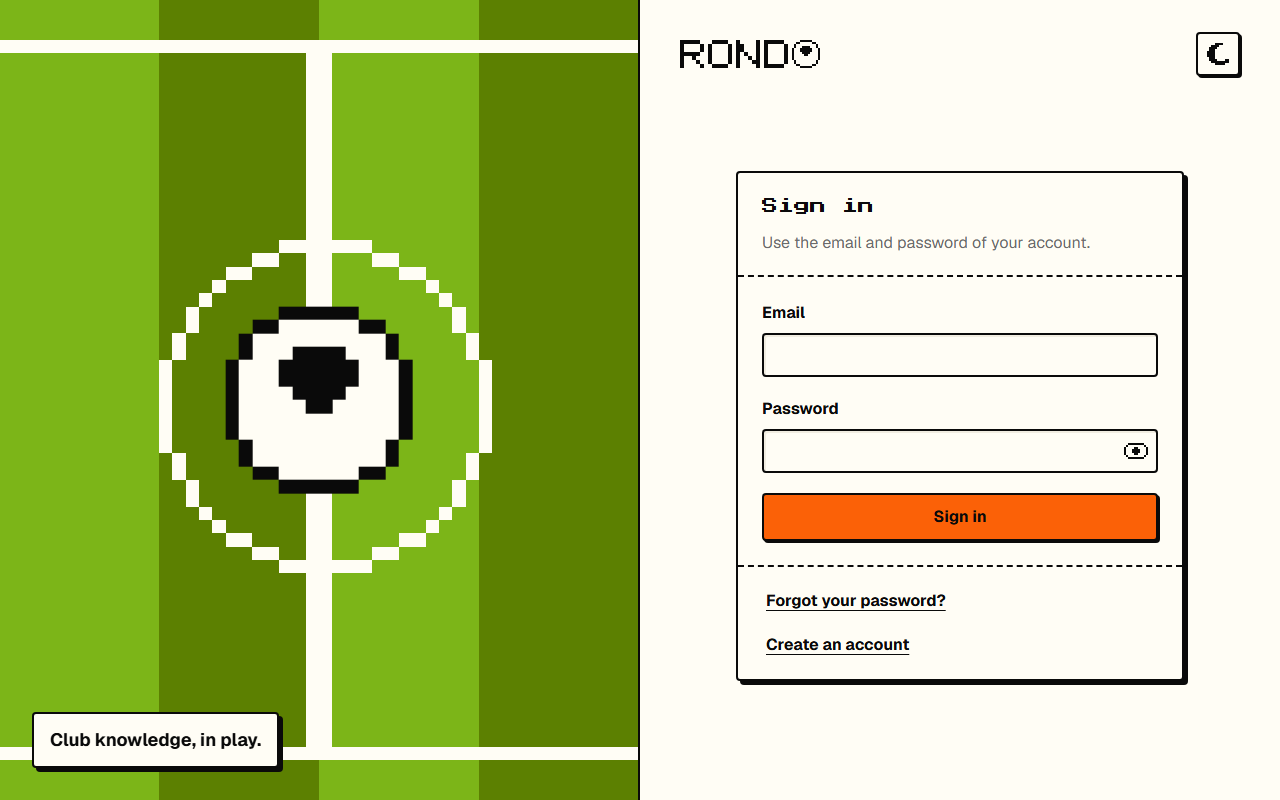 RONDO
Sign in
Use the email and password of your account.
Email
Password
Sign in
Forgot your password?
Create an account
Club knowledge, in play.